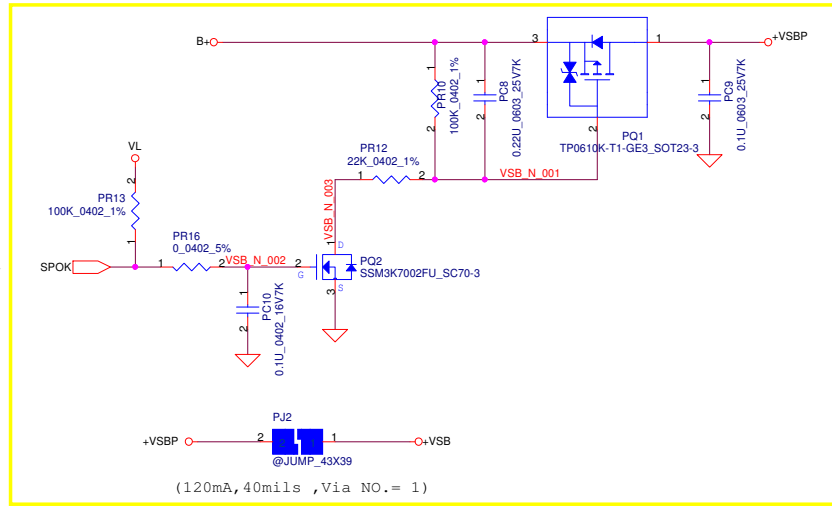 B+
3
1
+VSBP
1
PR10
100K_0402_1%
2
1
PC8
0.22U_0603_25V7K
2
1
PC9
0.1U_0603_25V7K
2
2
PQ1
TP0610K-T1-GE3_SOT23-3
VL
2
PR13
100K_0402_1%
1
PR12
22K_0402_1%
1
2
VSB_N_001
VSB_N_003
PR16
0_0402_5%
SPOK
1
2
VSB_N_002
2
G
1
D
PQ2
SSM3K7002FU_SC70-3
3
S
1
PC10
0.1U_0402_16V7K
2
PJ2
+VSBP
2
2
1
1
+VSB
@JUMP_43X39
(120mA,40mils ,Via NO.= 1)